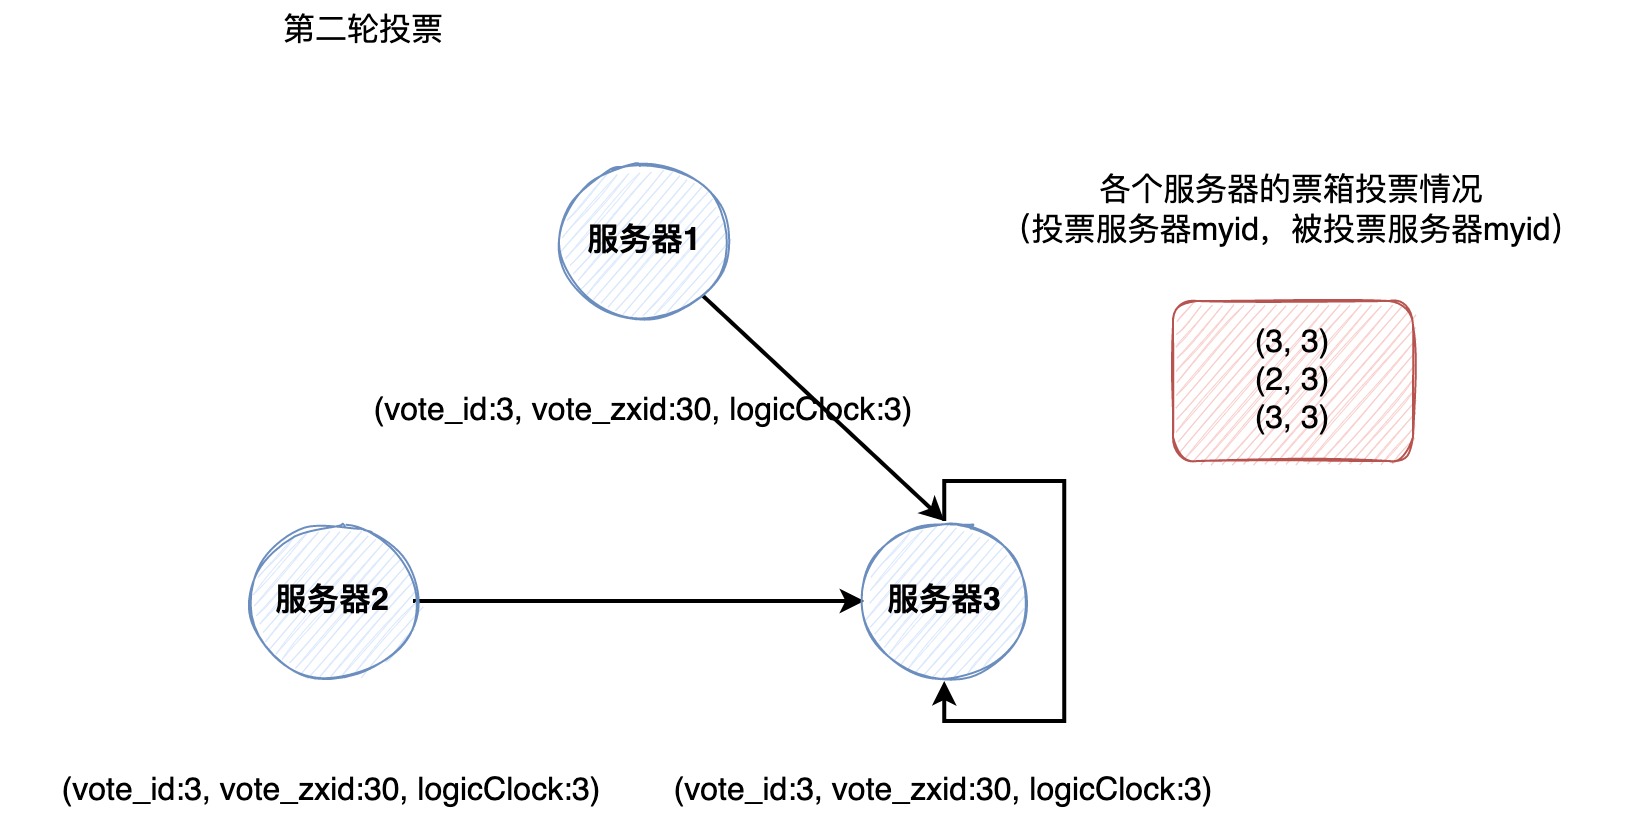 第二轮投票
各个服务器的票箱投票情况
（投票服务器myid，被投票服务器myid）
服务器1
(3, 3)
(2, 3)
(3, 3)
(vote_id:3, vote_zxid:30, logicClock:3)
服务器2
服务器3
(vote_id:3, vote_zxid:30, logicClock:3)
(vote_id:3, vote_zxid:30, logicClock:3)